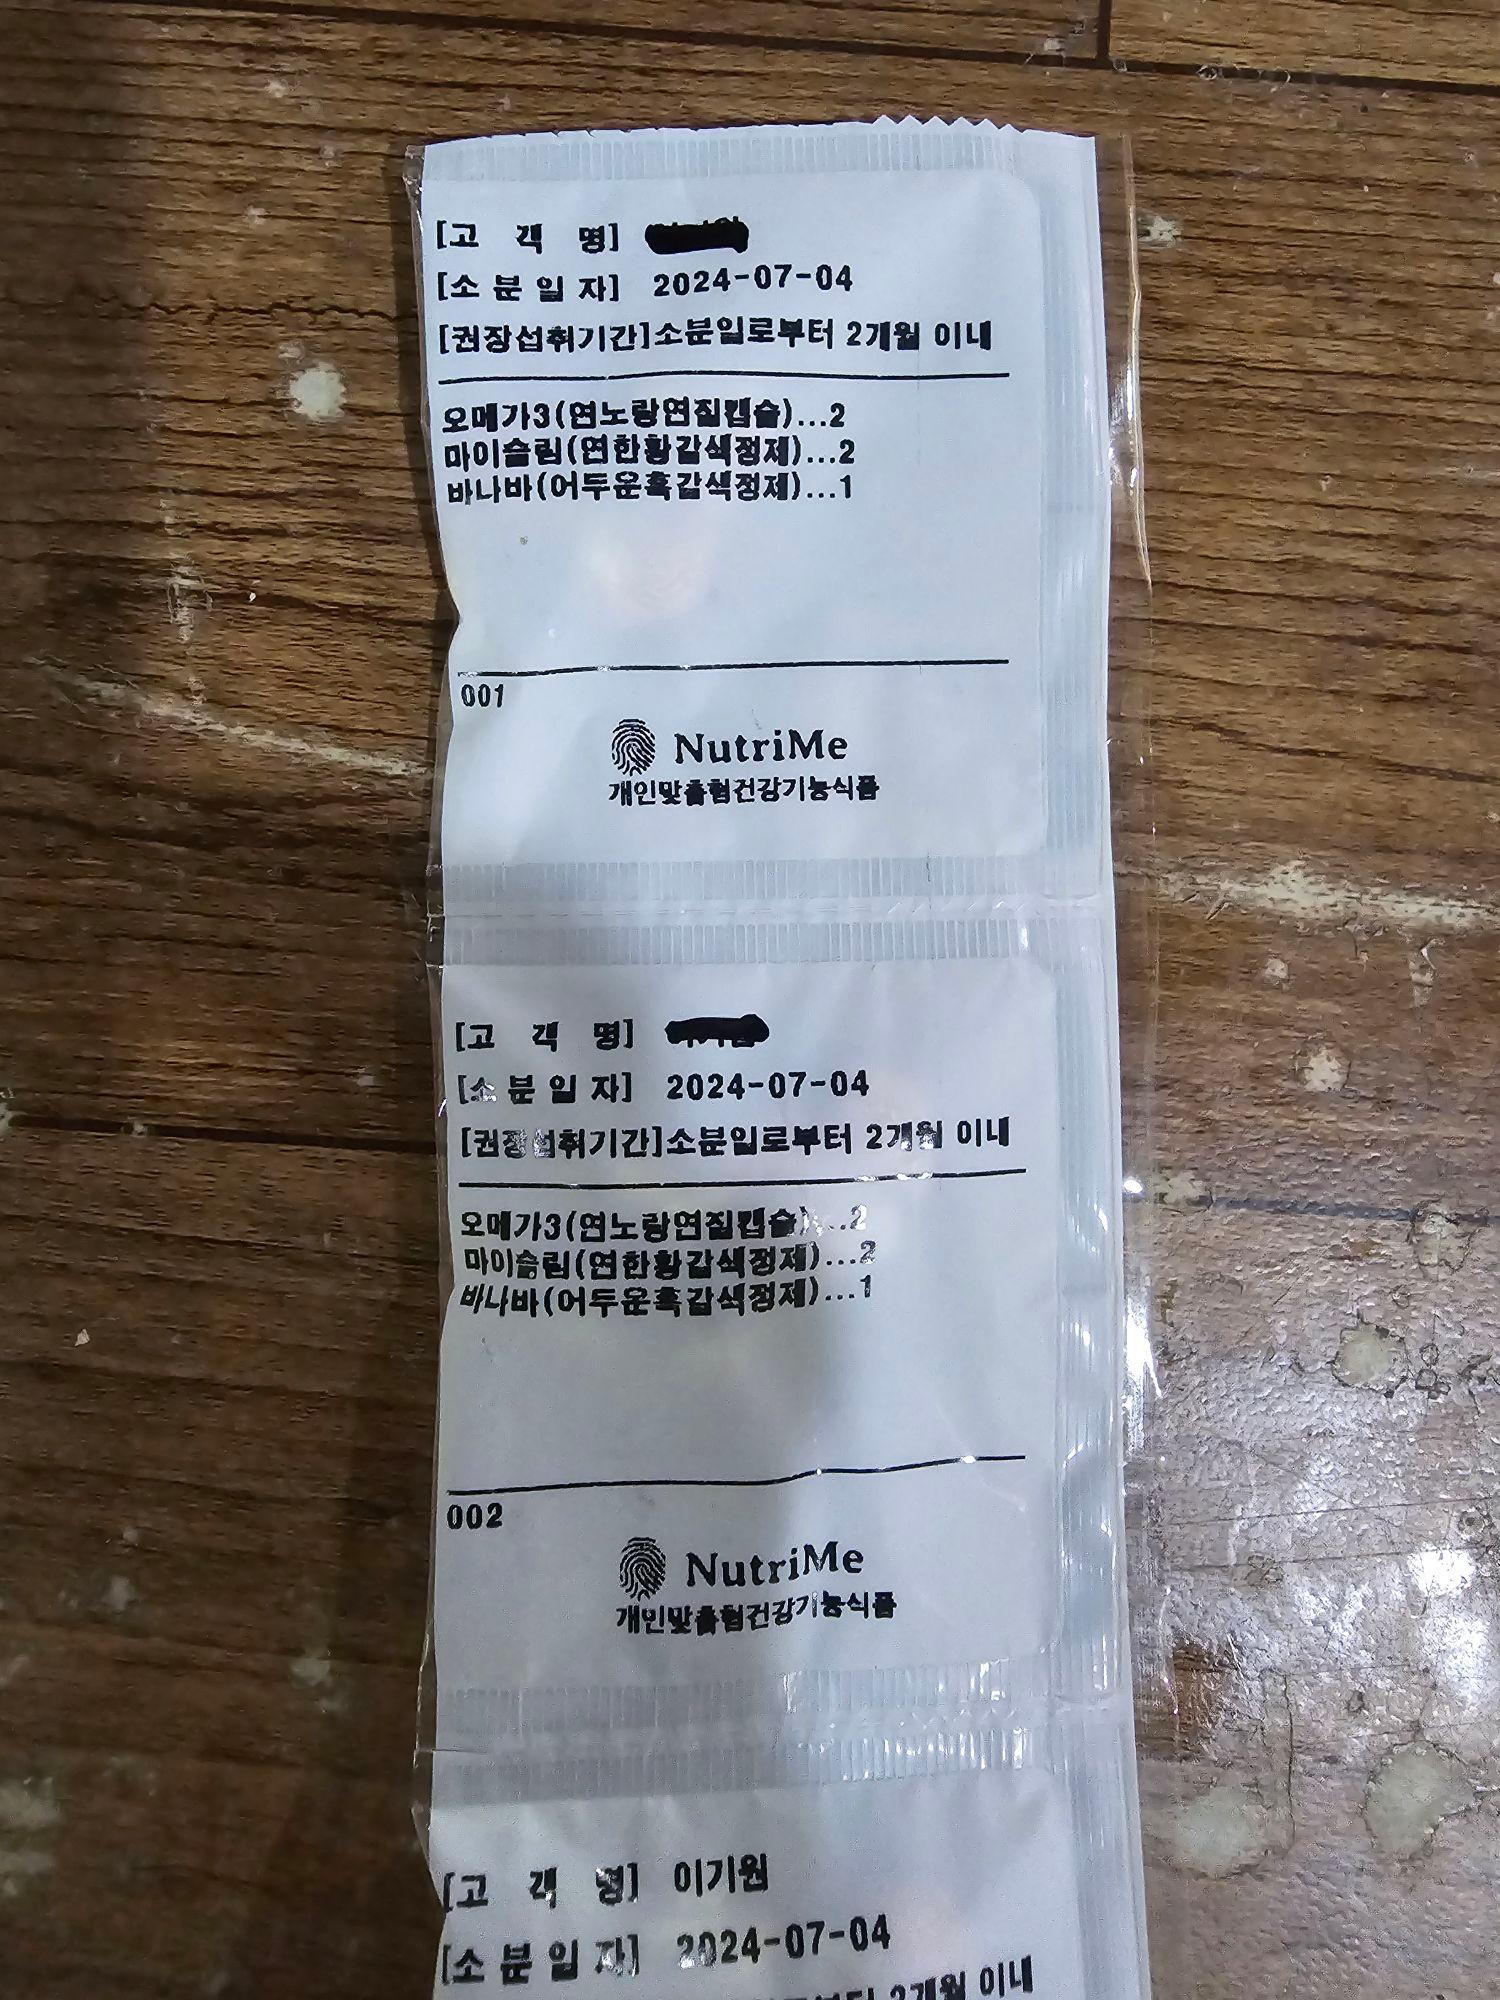 [고 객 명]
[소 분 일 자] 2024-07-04
[권장섭취기간]소분일로부터 2개월 이내
오메가3(연노랑연질캡슐)...2
마이슬림(연한황갈색정제)...2
바나바(어두운흑갈색정제)...1
001
NutriMe
개인맞춤형건강기능식품
[고 객 명]
[소 분 일 자] 2024-07-04
[권장섭취기간]소분일로부터 2개월 이내
오메가3(연노랑연질캡슐)...2
마이슬림(연한황갈색정제)...2
바나바(어두운흑갈색정제)...1
002
NutriMe
개인맞춤형건강기능식품
[고 객 명] 이기원
[소 분 일 자] 2024-07-04
2개월 이내